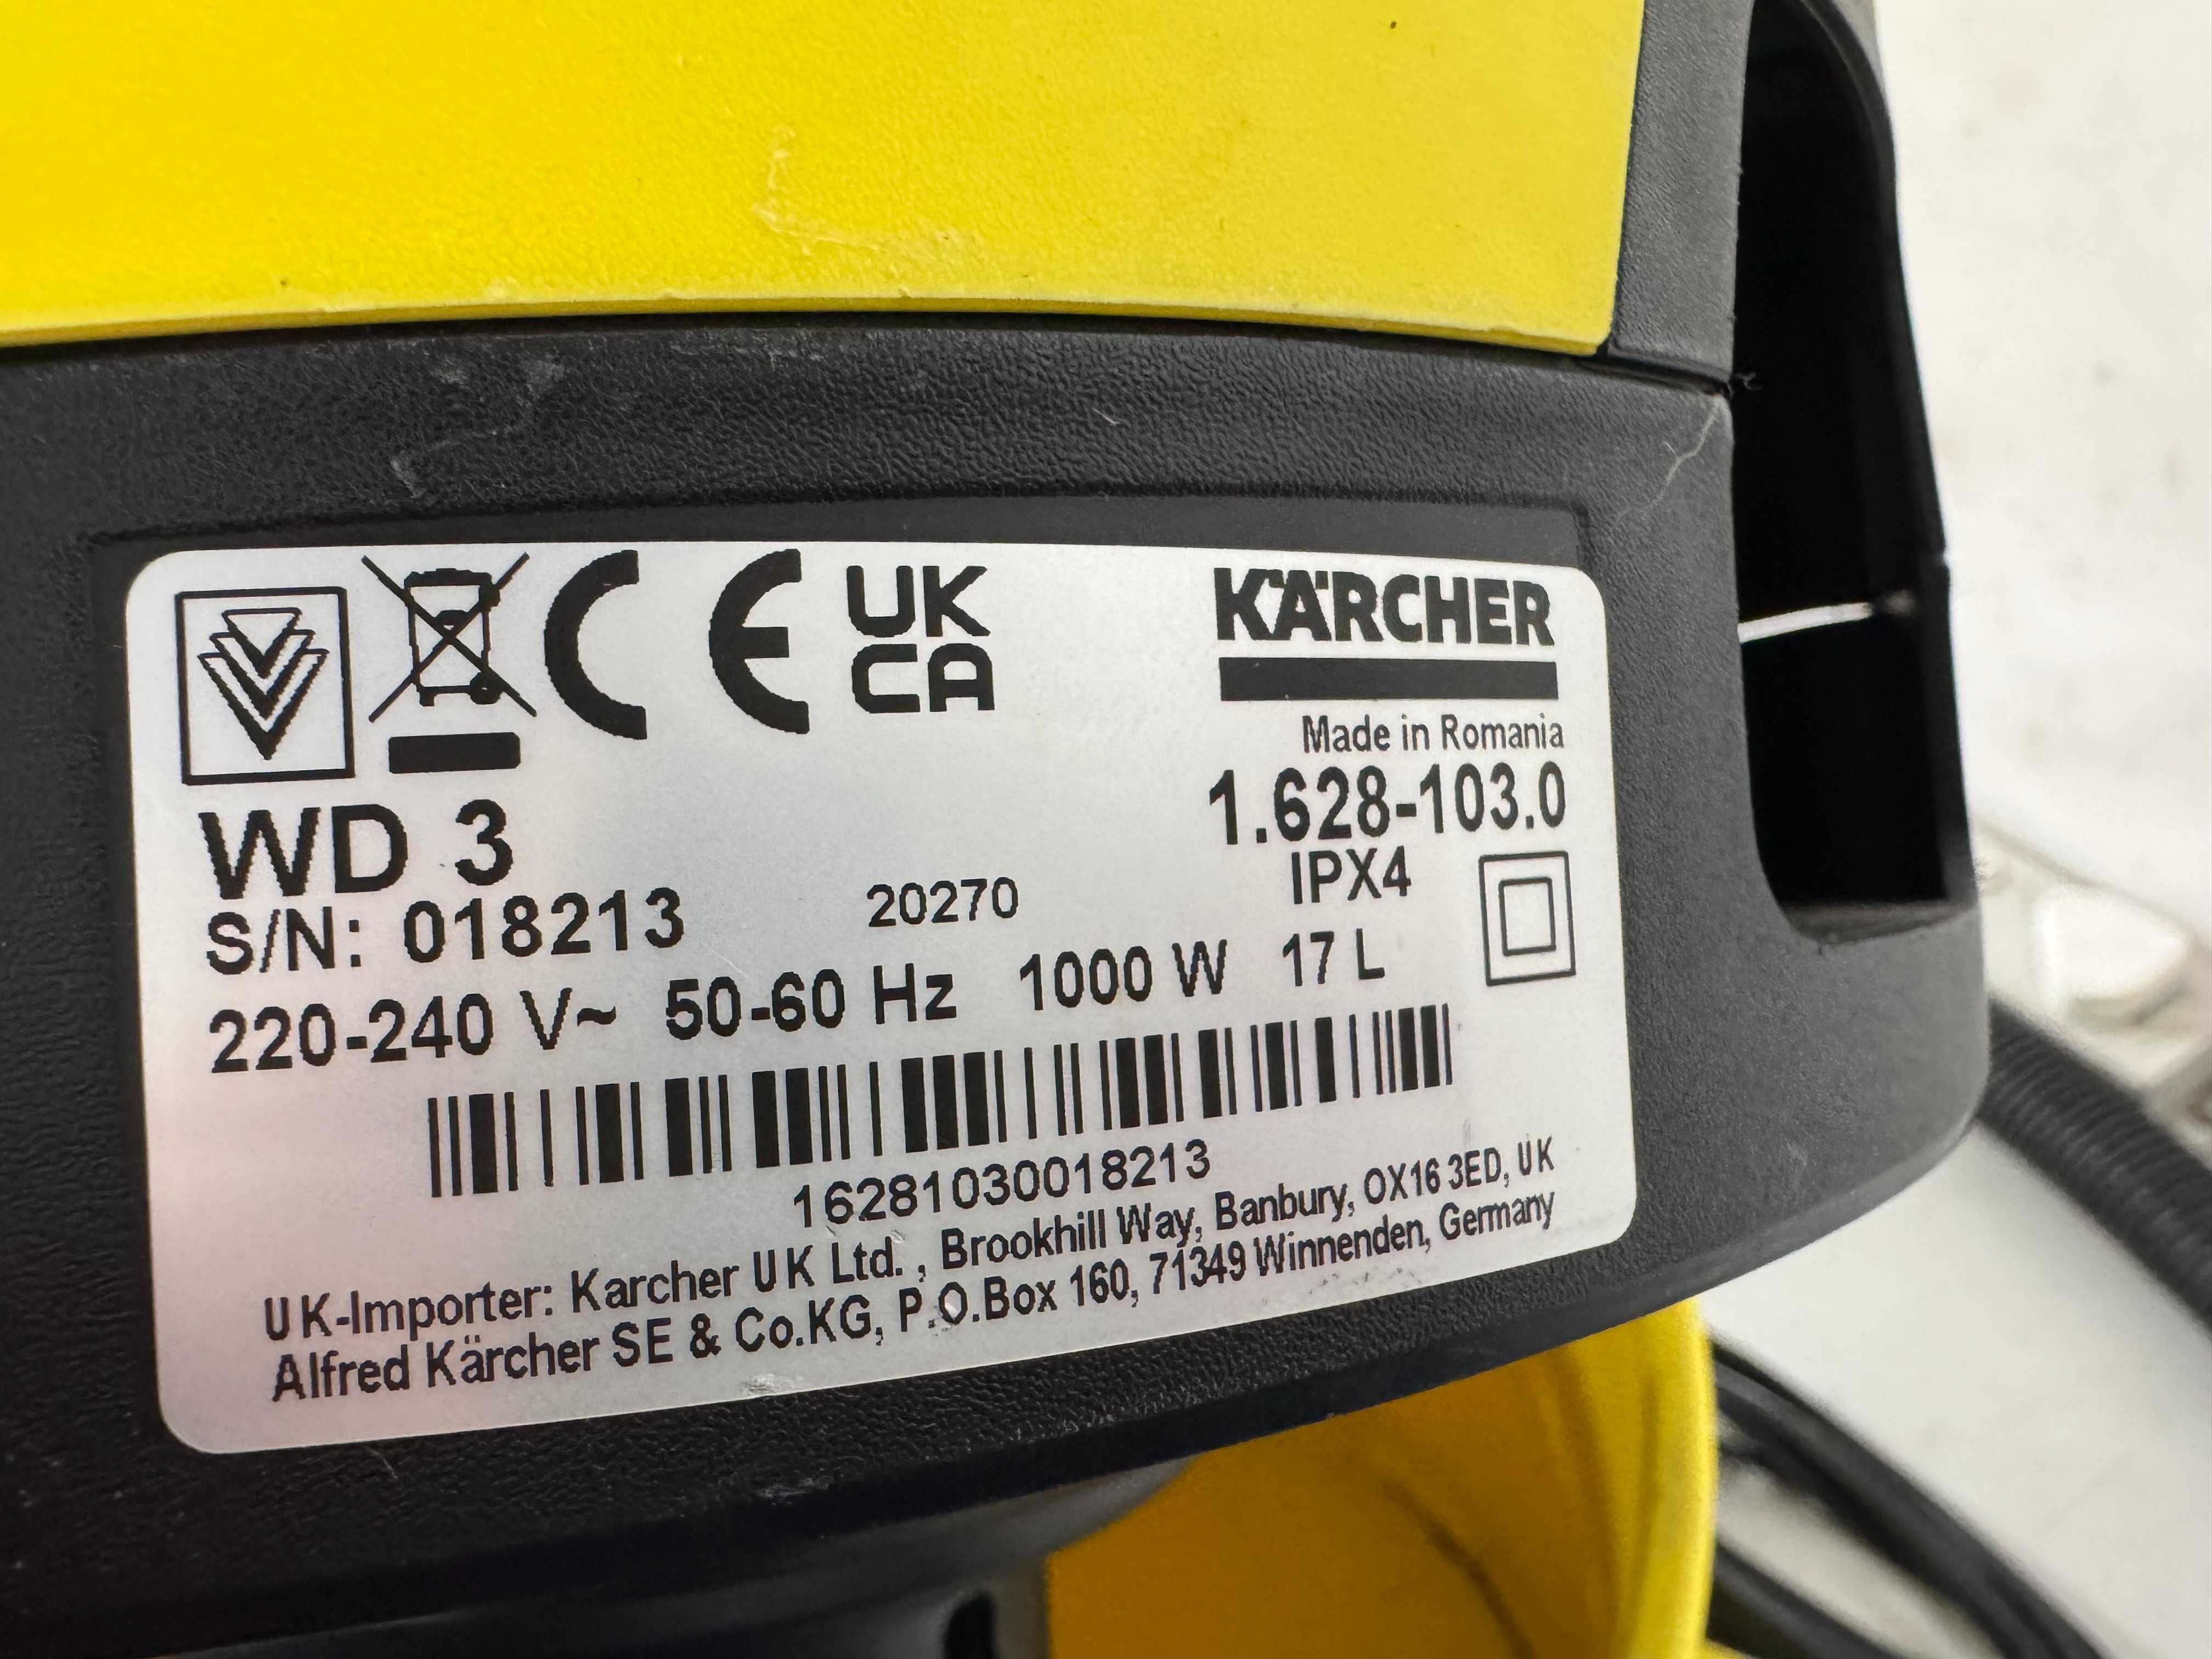 UK
CA
KÄRCHER
Made in Romania
WD 3
1.628-103.0
S/N: 018213 20270 IPX4
220-240 V~ 50-60 Hz 1000 W 17 L
16281030018213
UK-Importer: Karcher UK Ltd. , Brookhill Way, Banbury, OX16 3ED, UK
Alfred Kärcher SE & Co.KG, P.O.Box 160, 71349 Winnenden, Germany